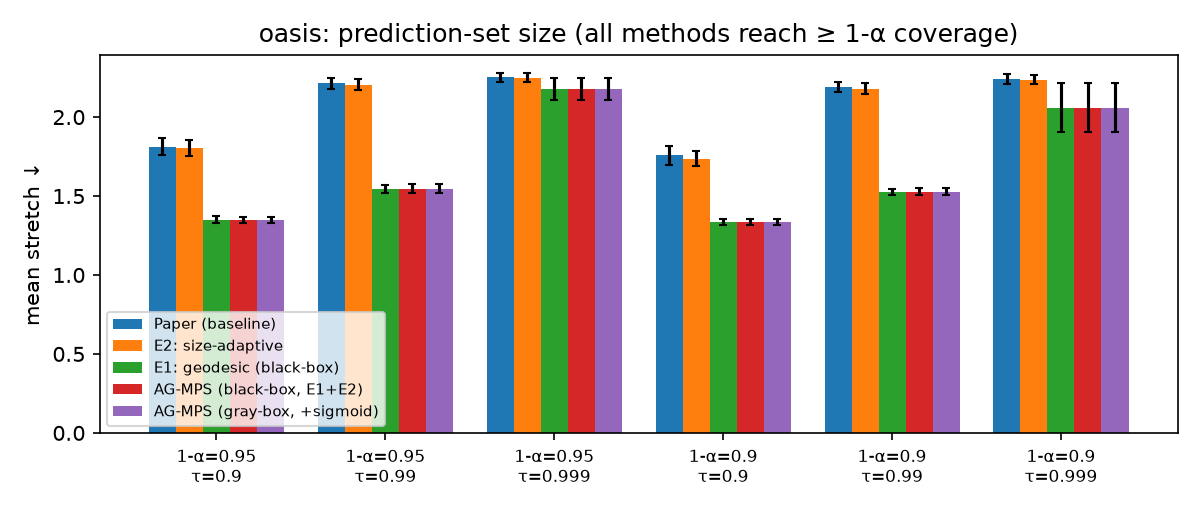 oasis: prediction-set size (all methods reach ≥ 1-α coverage)
mean stretch ↓
2.0
1.5
1.0
0.5
0.0
Paper (baseline)
E2: size-adaptive
E1: geodesic (black-box)
AG-MPS (black-box, E1+E2)
AG-MPS (gray-box, +sigmoid)
1-α=0.95
τ=0.9
1-α=0.95
τ=0.99
1-α=0.95
τ=0.999
1-α=0.9
τ=0.9
1-α=0.9
τ=0.99
1-α=0.9
τ=0.999